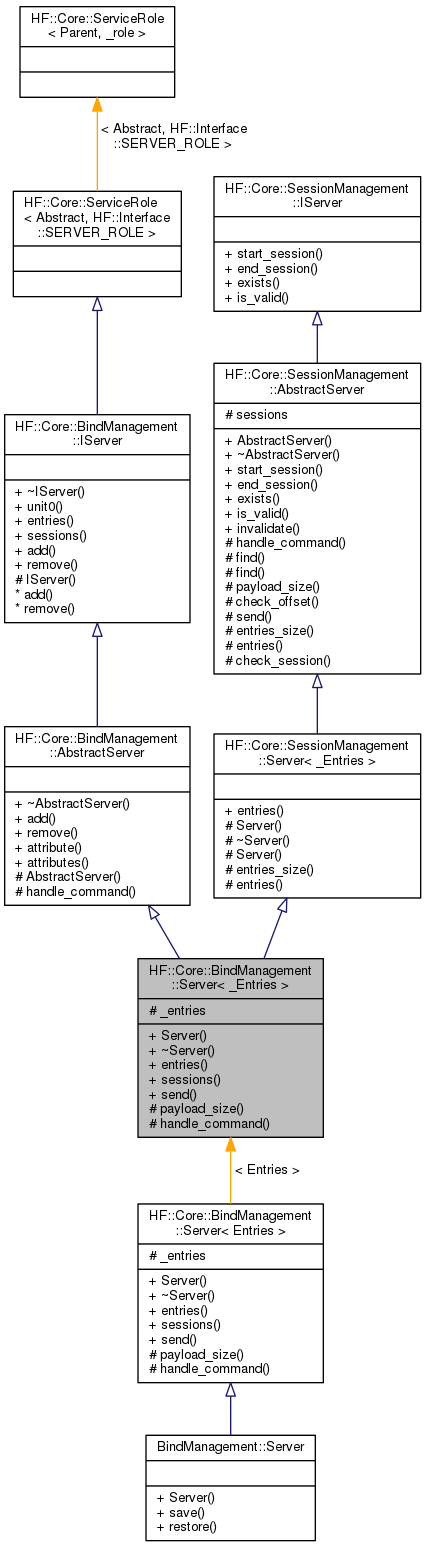 HF::Core::ServiceRole
< Parent, _role >
< Abstract, HF::Interface
::SERVER_ROLE >
HF::Core::ServiceRole
< Abstract, HF::Interface
::SERVER_ROLE >
HF::Core::SessionManagement
::IServer
+ start_session()
+ end_session()
+ exists()
+ is_valid()
HF::Core::BindManagement
::IServer
+ ~IServer()
+ unit0()
+ entries()
+ sessions()
+ add()
+ remove()
# IServer()
* add()
* remove()
HF::Core::SessionManagement
::AbstractServer
# sessions
+ AbstractServer()
+ ~AbstractServer()
+ start_session()
+ end_session()
+ exists()
+ is_valid()
+ invalidate()
# handle_command()
# find()
# find()
# payload_size()
# check_offset()
# send()
# entries_size()
# entries()
# check_session()
HF::Core::BindManagement
::AbstractServer
+ ~AbstractServer()
+ add()
+ remove()
+ attribute()
+ attributes()
# AbstractServer()
# handle_command()
HF::Core::SessionManagement
::Server< _Entries >
+ entries()
# Server()
# ~Server()
# Server()
# entries_size()
# entries()
HF::Core::BindManagement
::Server< _Entries >
# _entries
+ Server()
+ ~Server()
+ entries()
+ sessions()
+ send()
# payload_size()
# handle_command()
< Entries >
HF::Core::BindManagement
::Server< Entries >
# _entries
+ Server()
+ ~Server()
+ entries()
+ sessions()
+ send()
# payload_size()
# handle_command()
BindManagement::Server
+ Server()
+ save()
+ restore()